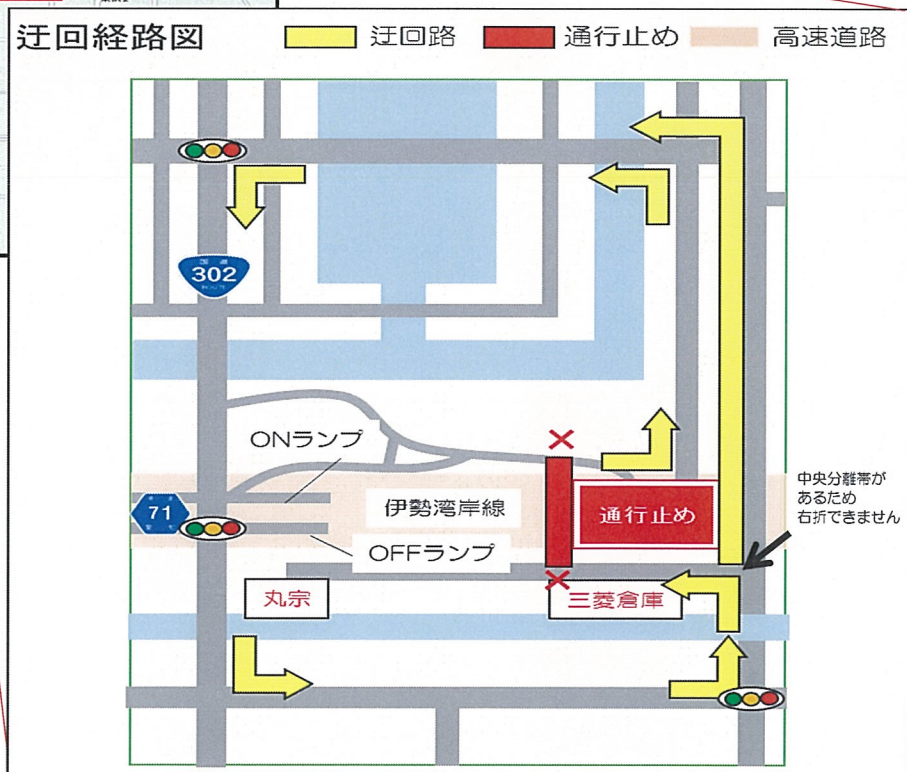 迂回経路図
迂回路
通行止め
高速道路
国道
302
ROUTE
ONランプ
中央分離帯が
あるため
右折できません
伊勢湾岸線
通行止め
71
OFFランプ
丸宗
三菱倉庫